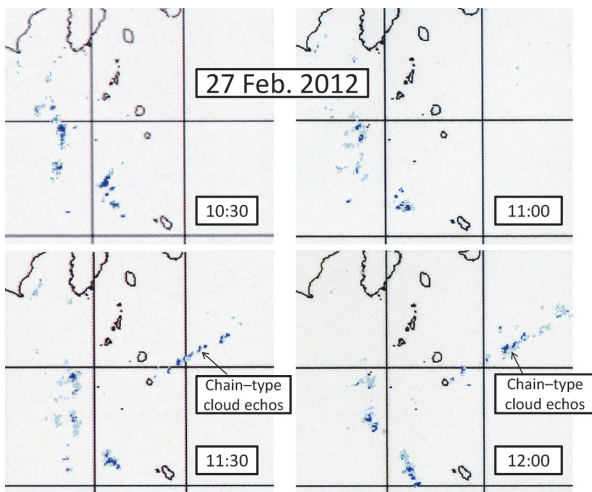 27 Feb. 2012
10:30
11:00
Chain–type
cloud echos
11:30
Chain–type
cloud echos
12:00